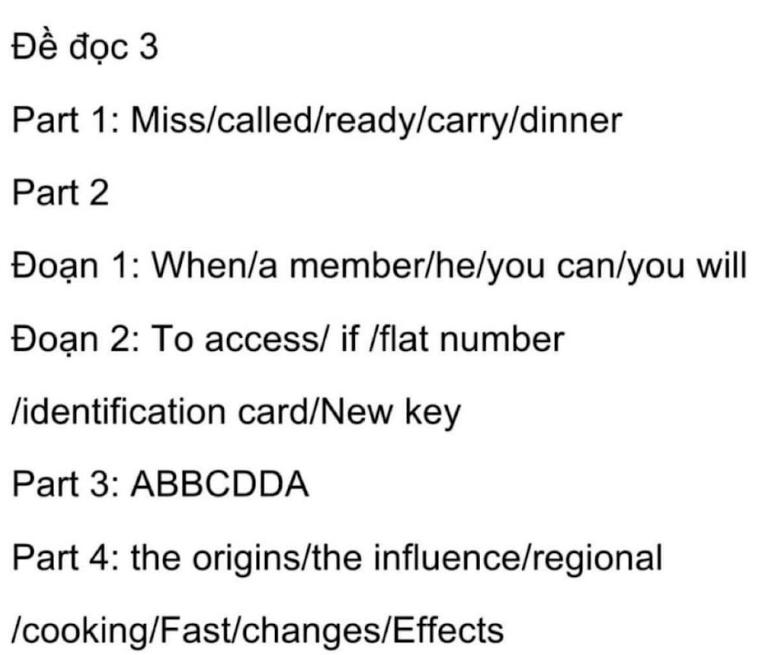 Đề đọc 3
Part 1: Miss/called/ready/carry/dinner
Part 2
Đoạn 1: When/a member/he/you can/you will
Đoạn 2: To access/ if /flat number
/identification card/New key
Part 3: ABBCDDA
Part 4: the origins/the influence/regional
/cooking/Fast/changes/Effects